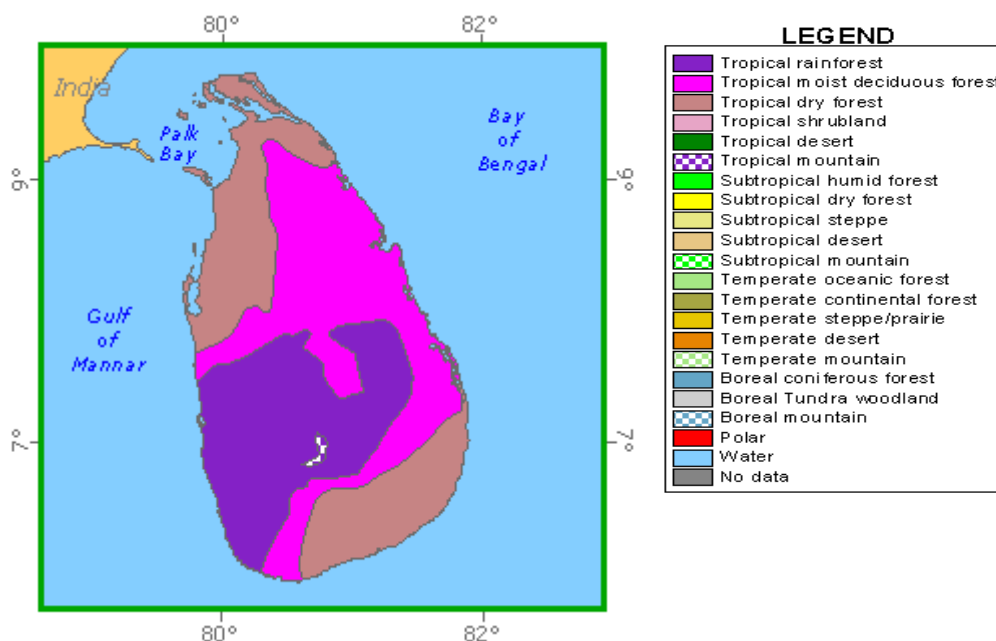 80°
82°
India
Palk
Bay
Bay
of
Bengal
9°
9°
Gulf
of
Mannar
7°
7°
80°
82°
LEGEND
Tropical rainforest
Tropical moist deciduous forest
Tropical dry forest
Tropical shrubland
Tropical desert
Tropical mountain
Subtropical humid forest
Subtropical dry forest
Subtropical steppe
Subtropical desert
Subtropical mountain
Temperate oceanic forest
Temperate continental forest
Temperate steppe/prairie
Temperate desert
Temperate mountain
Boreal coniferous forest
Boreal Tundra woodland
Boreal mountain
Polar
Water
No data